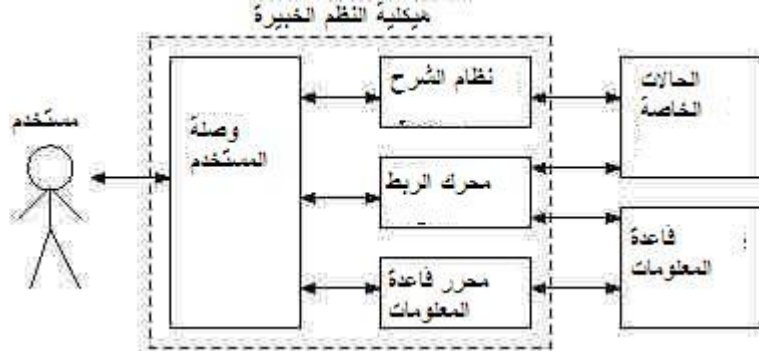 هيكلية النظم الخبيرة
مستخدم
وصلة
المستخدم
نظام الشرح
محرك الربط
محرر قاعدة
المعلومات
الحالات
الخاصة
قاعدة
المعلومات